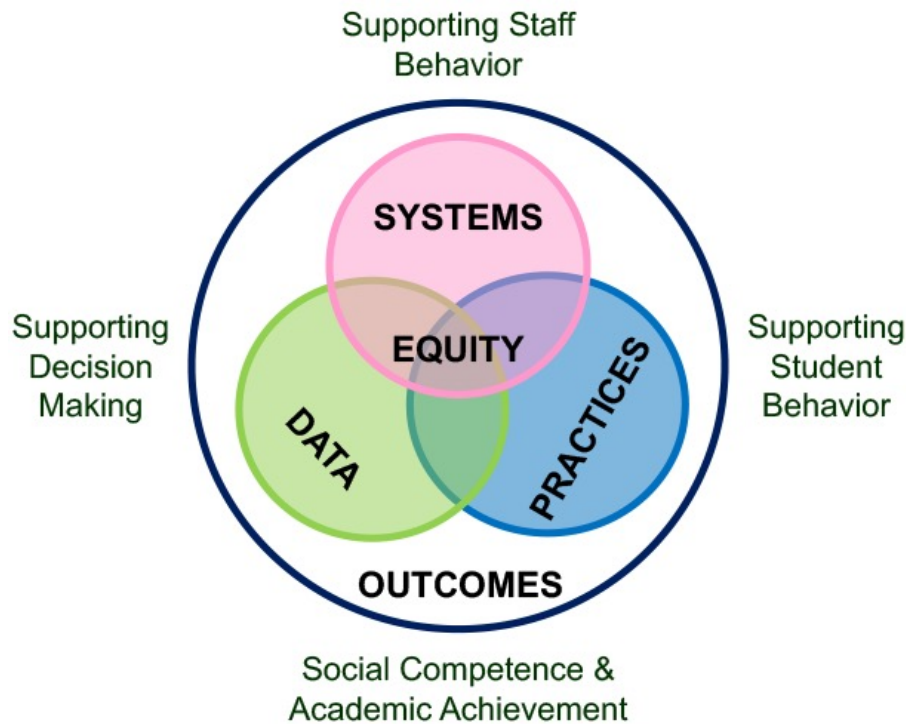 Supporting Staff
Behavior
SYSTEMS
Supporting
Decision
Making
EQUITY
DATA
PRACTICES
Supporting
Student
Behavior
OUTCOMES
Social Competence &
Academic Achievement